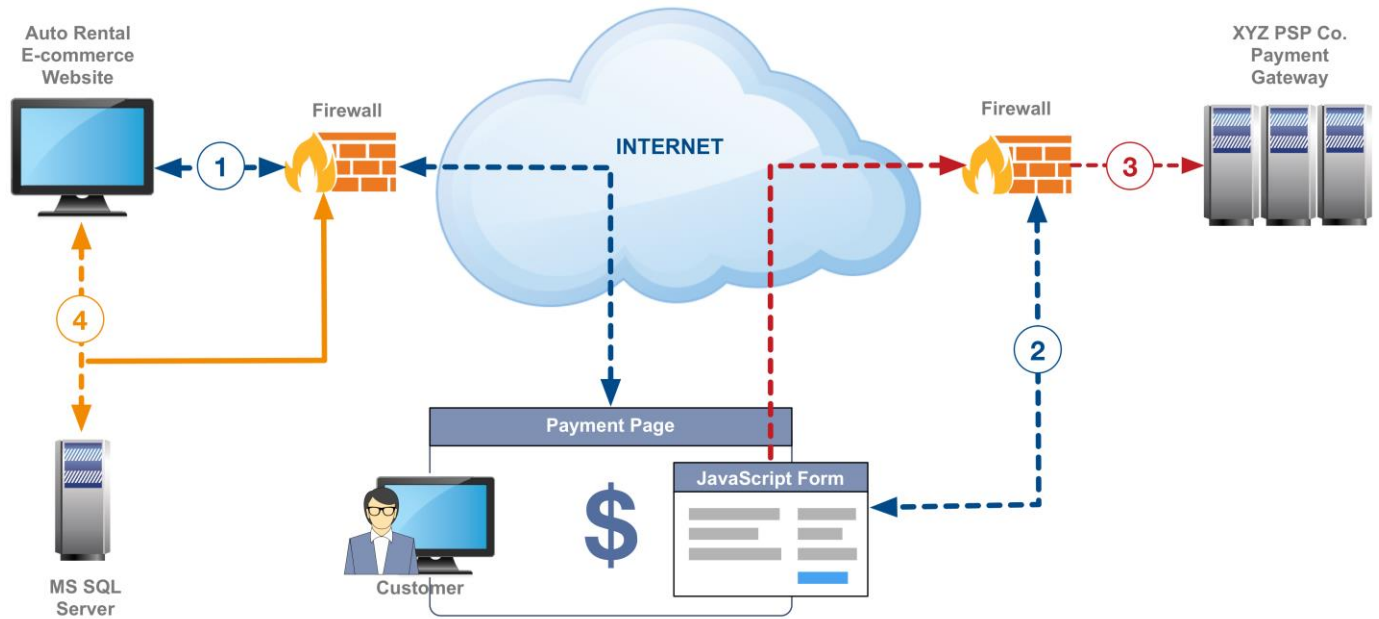 Auto Rental
E-commerce
Website
XYZ PSP Co.
Payment
Gateway
Firewall
Firewall
INTERNET
1
3
4
2
Payment Page
JavaScript Form
$
Customer
MS SQL
Server